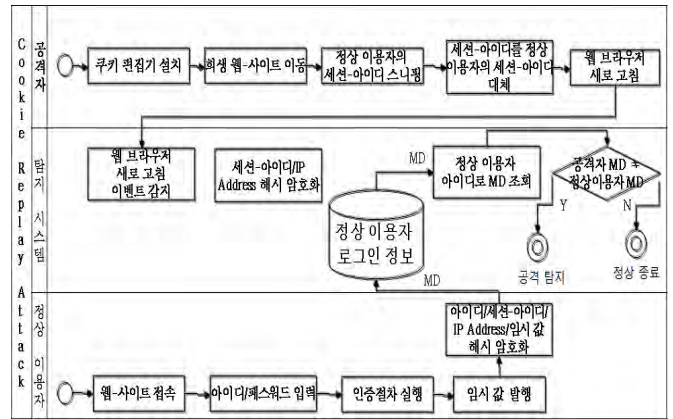 Cookie Replay Attack
공격자
쿠키 편집기 설치
희생 웹-사이트 이동
정상 이용자의
세션-아이디 스니핑
세션-아이디를 정상
이용자의 세션-아이디
대체
웹 브라우저
새로 고침
탐지 시스템
웹 브라우저
새로 고침
이벤트 감지
세션-아이디/IP
Address 해시 암호화
MD
정상 이용자
아이디로 MD 조회
공격자 MD ≠
정상이용자 MD
Y
N
정상 이용자
로그인 정보
공격 탐지
정상 종료
MD
정상 이용자
아이디/세션-아이디/
IP Address/임시 값
해시 암호화
웹-사이트 접속
아이디/패스워드 입력
인증절차 실행
임시 값 발행